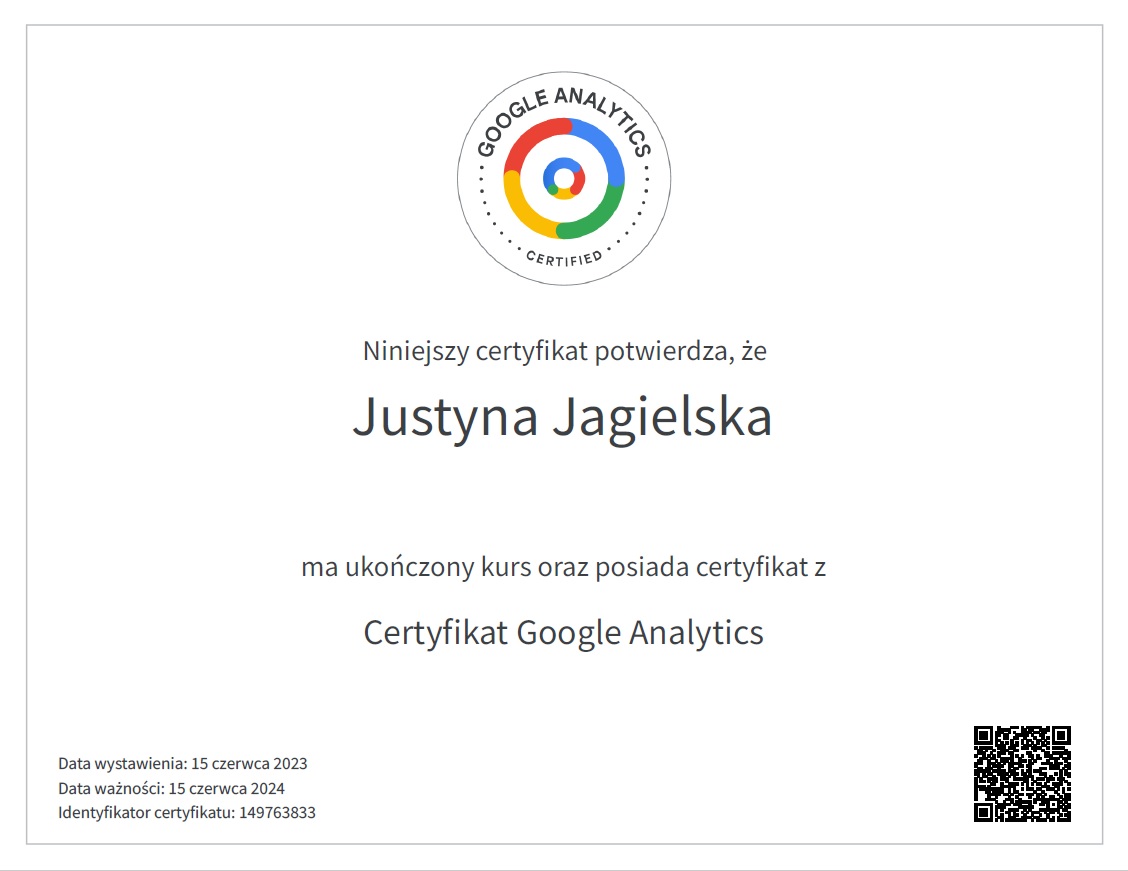 GOOGLE ANALYTICS
CERTIFIED
Niniejszy certyfikat potwierdza, że
Justyna Jagielska
ma ukończony kurs oraz posiada certyfikat z
Certyfikat Google Analytics
Data wystawienia: 15 czerwca 2023
Data ważności: 15 czerwca 2024
Identyfikator certyfikatu: 149763833